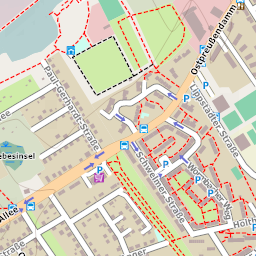 Ostpreußendamm
Paul-Gerhardt-Straße
Lippstädter Straße
ebesinsel
Schwelmer Straße
Allee
Holth
straße